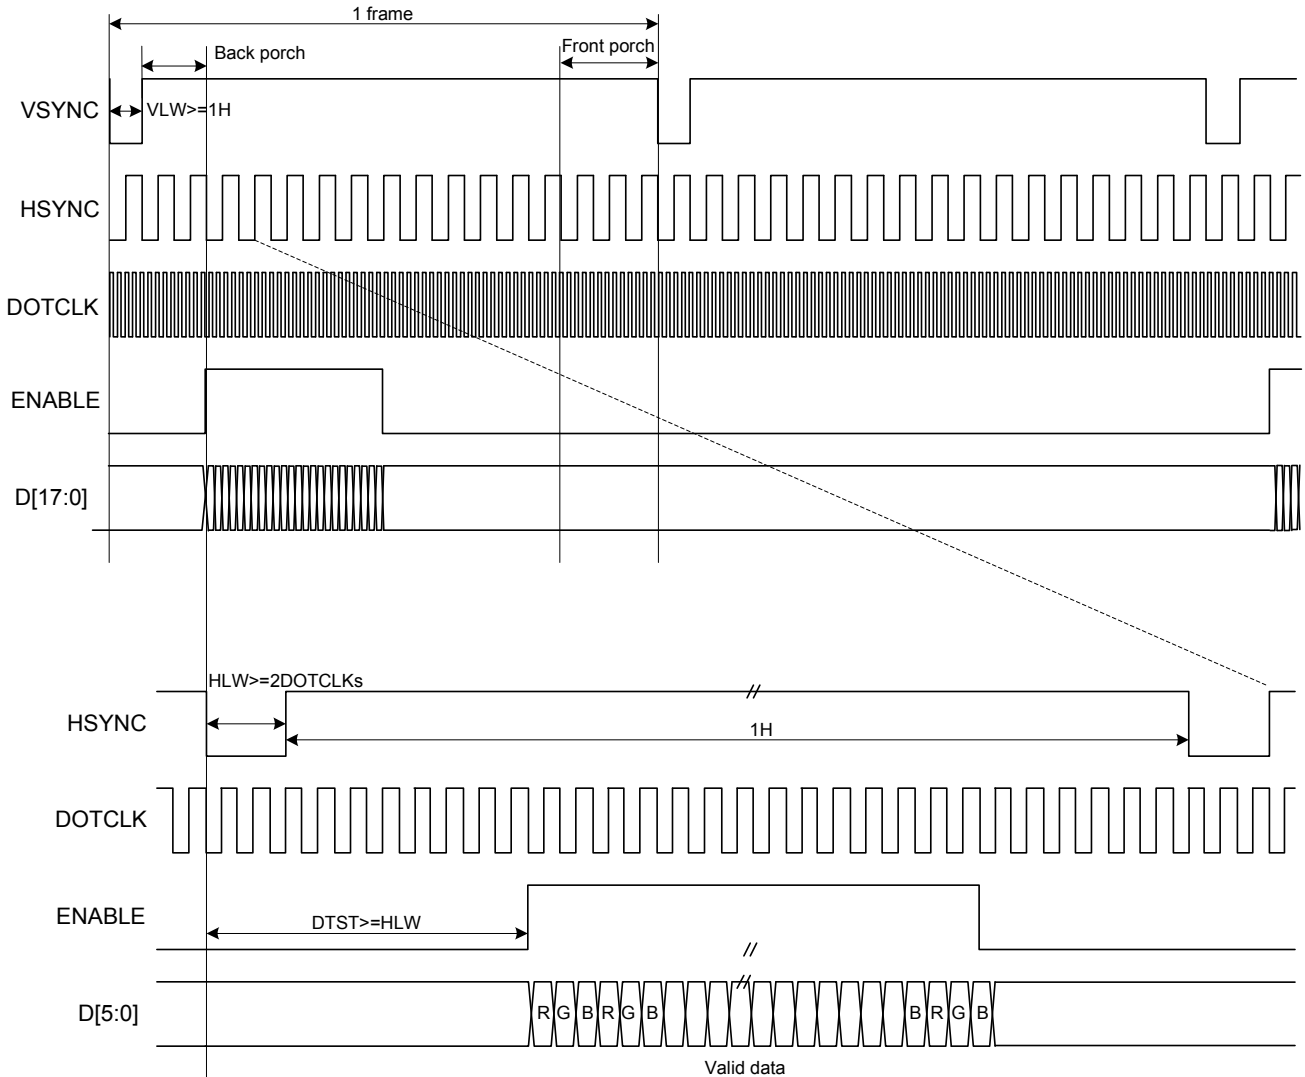 1 frame
Back porch
Front porch
VSYNC
VLW>=1H
HSYNC
DOTCLK
ENABLE
D[17:0]
HLW>=2DOTCLKs
HSYNC
//
1H
DOTCLK
ENABLE
DTST>=HLW
//
D[5:0]
//
R G B R G B B R G B
Valid data